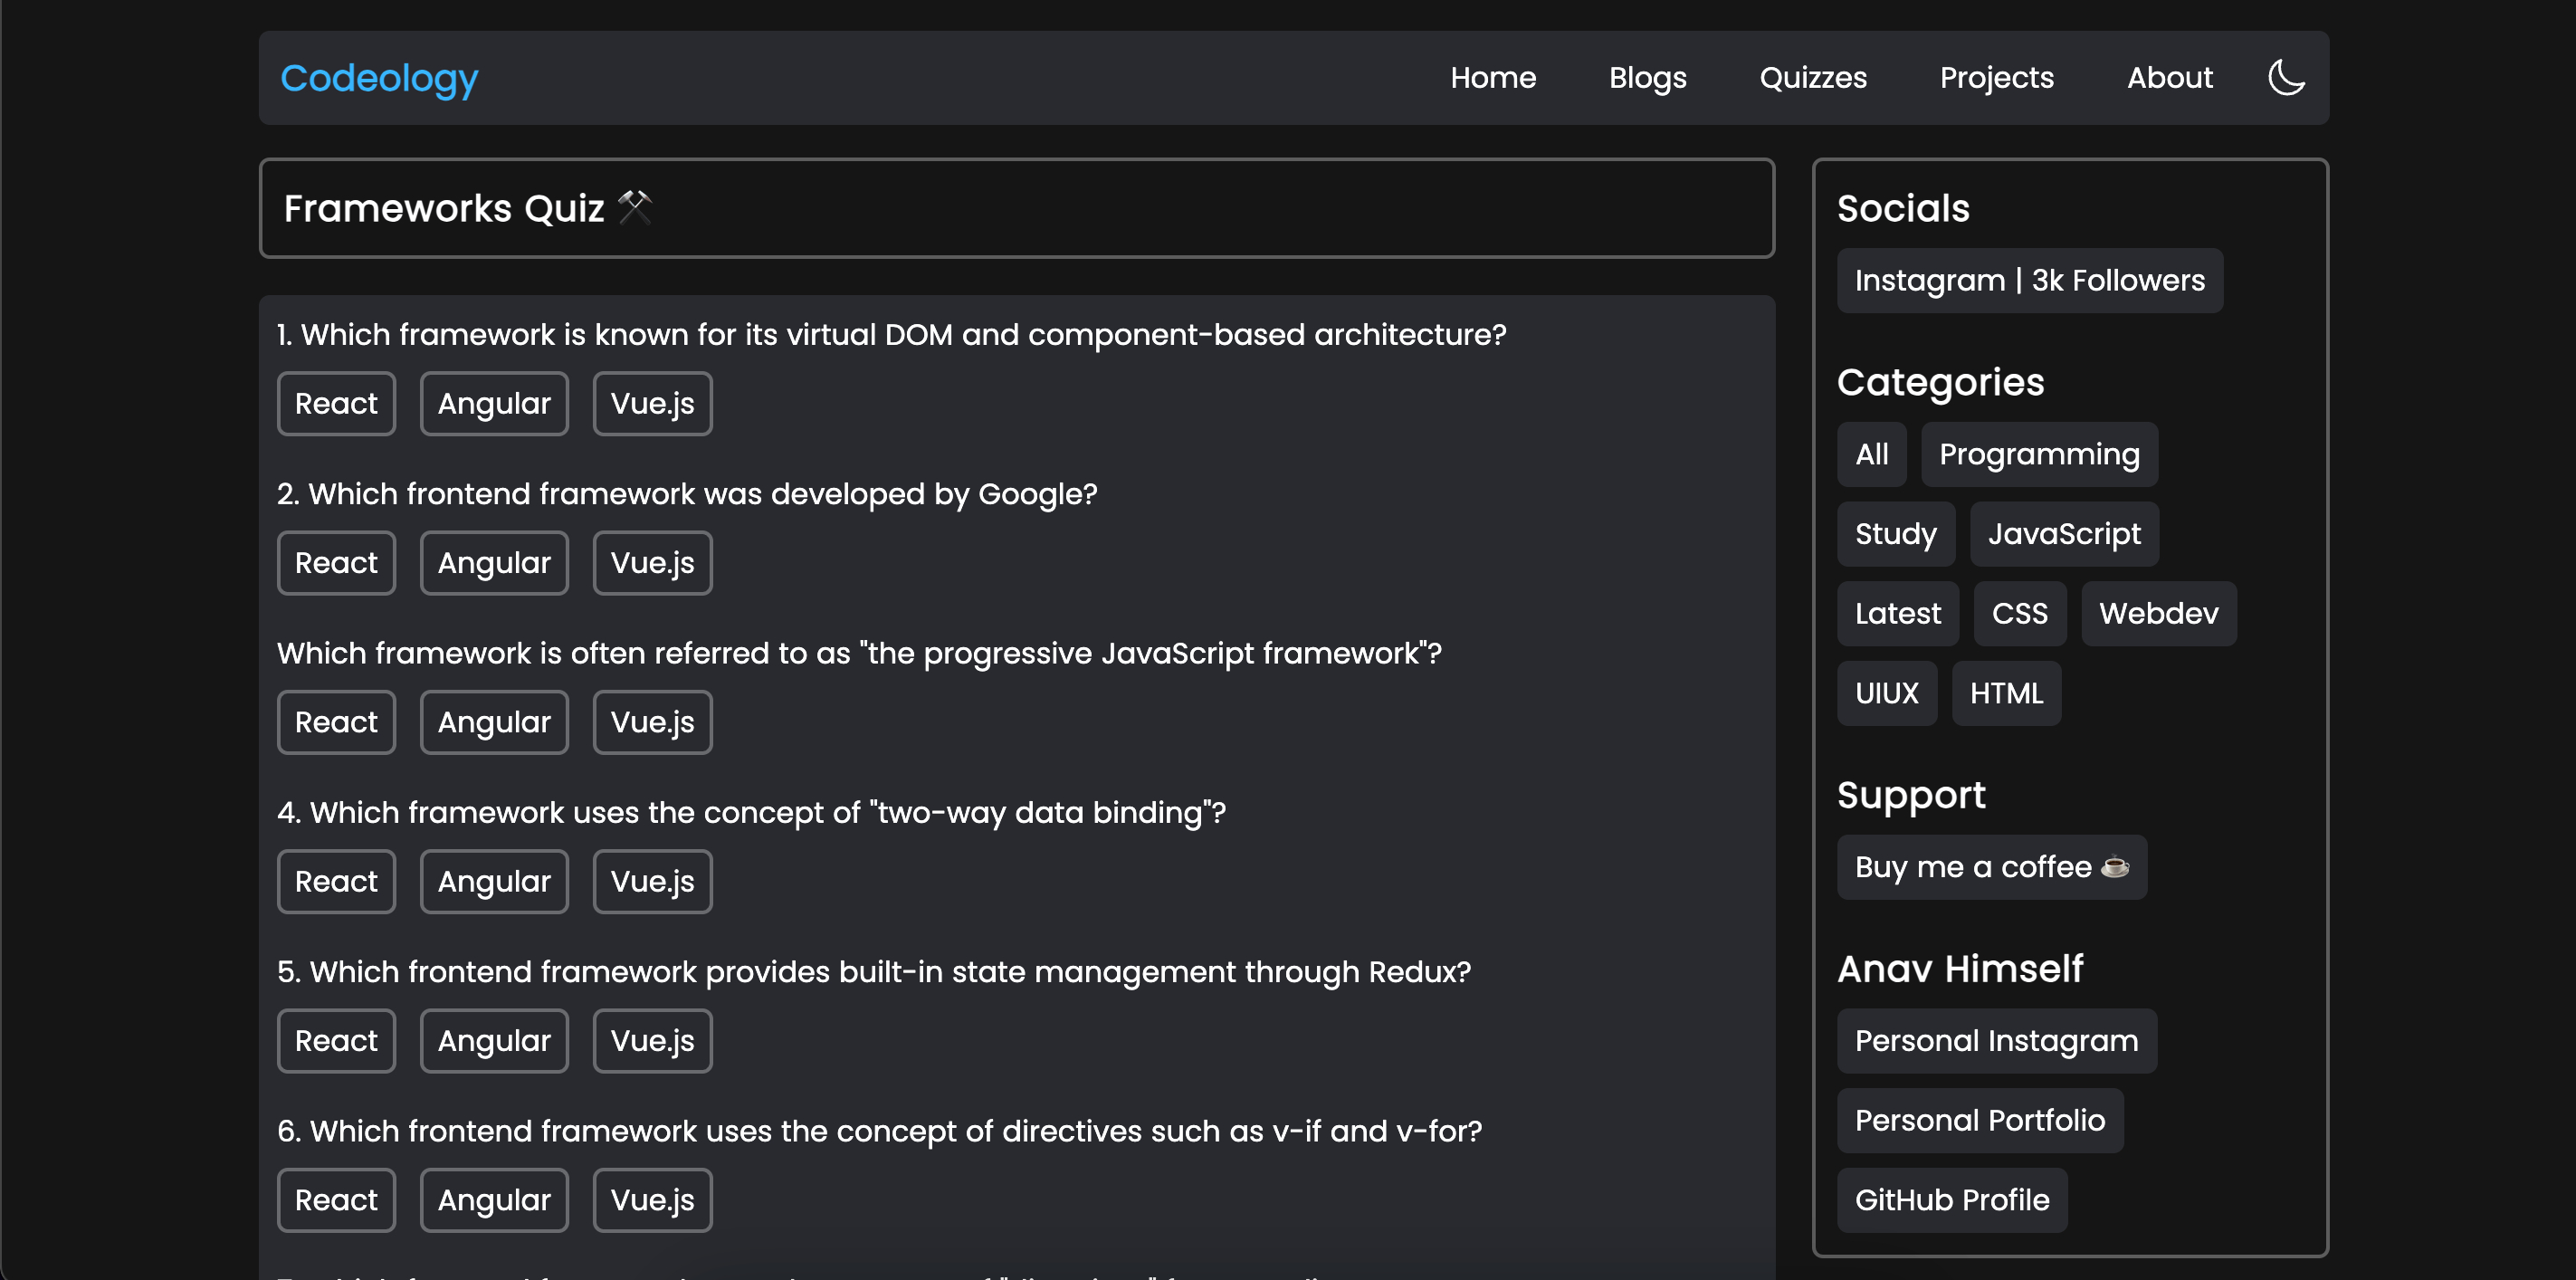 Codeology
Home Blogs Quizzes Projects About
Frameworks Quiz ⚒
1. Which framework is known for its virtual DOM and component-based architecture?
React Angular Vue.js
2. Which frontend framework was developed by Google?
React Angular Vue.js
Which framework is often referred to as "the progressive JavaScript framework"?
React Angular Vue.js
4. Which framework uses the concept of "two-way data binding"?
React Angular Vue.js
5. Which frontend framework provides built-in state management through Redux?
React Angular Vue.js
6. Which frontend framework uses the concept of directives such as v-if and v-for?
React Angular Vue.js
Socials
Instagram | 3k Followers
Categories
All Programming
Study JavaScript
Latest CSS Webdev
UIUX HTML
Support
Buy me a coffee ☕
Anav Himself
Personal Instagram
Personal Portfolio
GitHub Profile